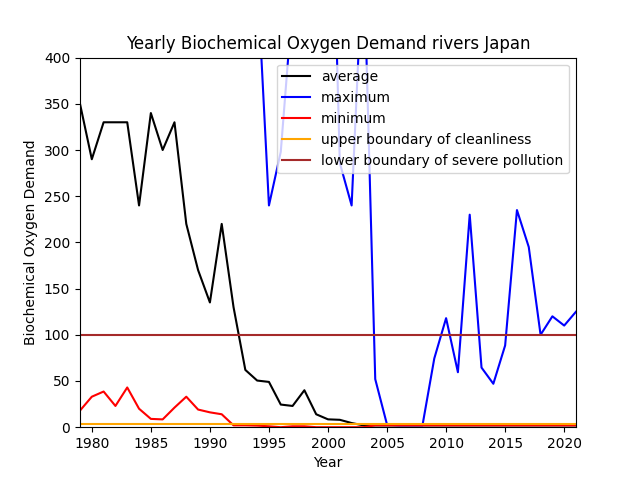 Yearly Biochemical Oxygen Demand rivers Japan
average
maximum
minimum
upper boundary of cleanliness
lower boundary of severe pollution
Biochemical Oxygen Demand
400
350
300
250
200
150
100
50
0
1980 1985 1990 1995 2000 2005 2010 2015 2020
Year